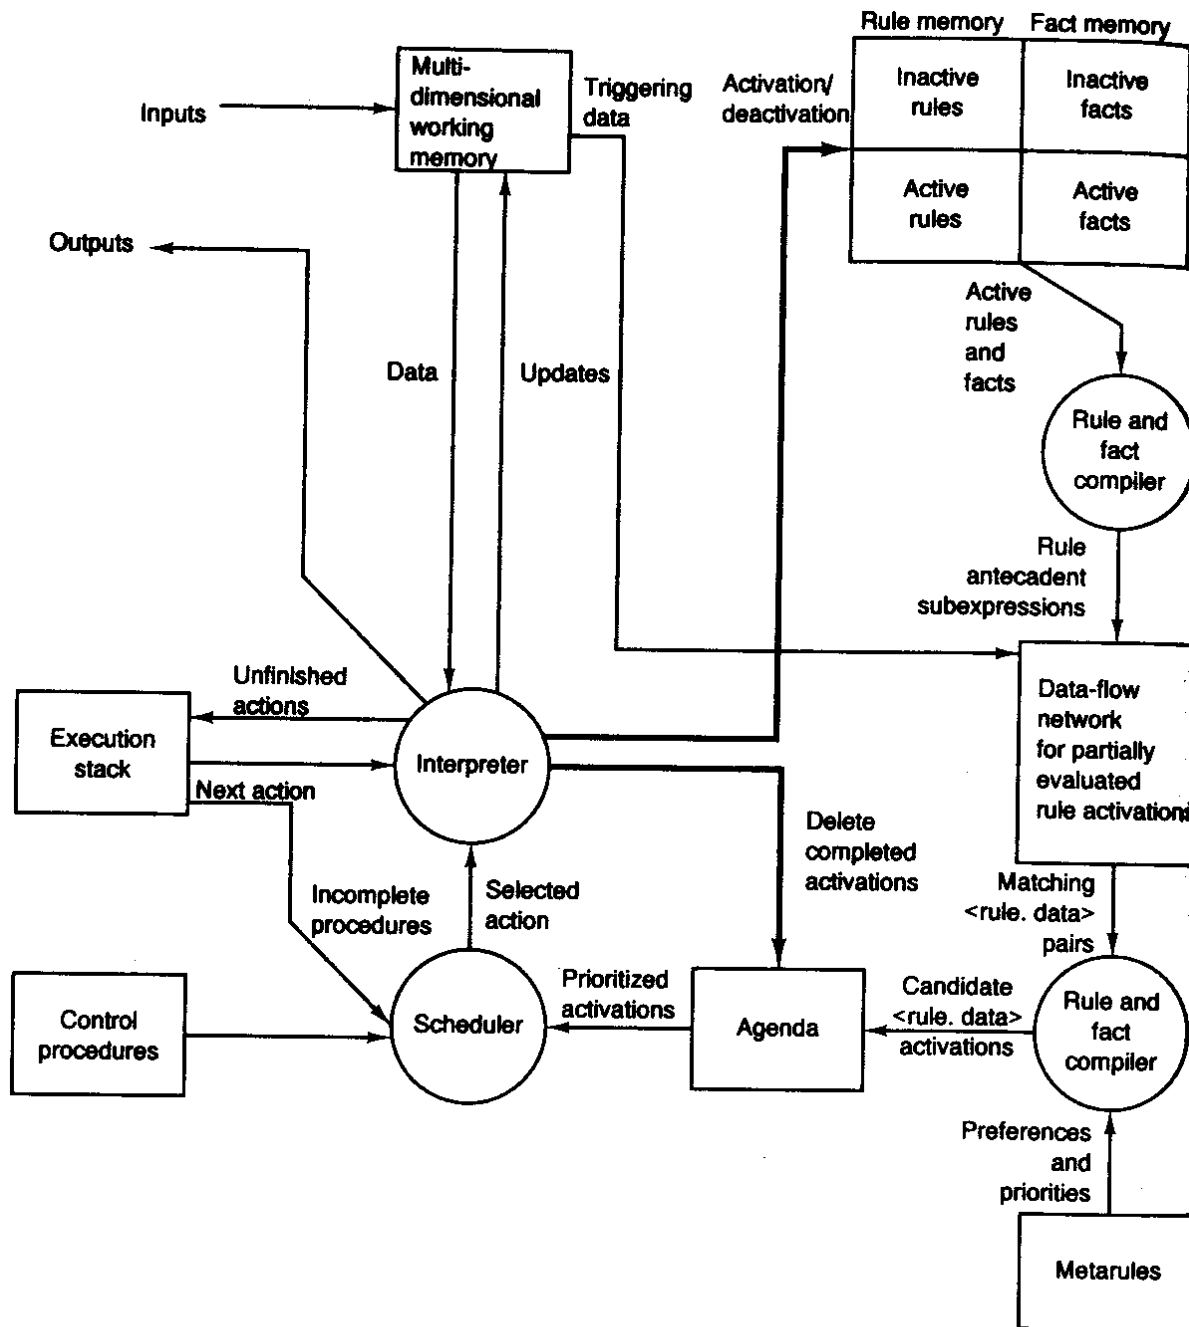 Rule memory
Fact memory
Multi-
dimensional
working
memory
Triggering
data
Activation/
deactivation
Inactive
rules
Inactive
facts
Inputs
Active
rules
Active
facts
Outputs
Active
rules
and
facts
Data
Updates
Rule and
fact
compiler
Rule
antecadent
subexpressions
Unfinished
actions
Execution
stack
Interpreter
Data-flow
network
for partially
evaluated
rule activations
Next action
Delete
completed
activations
Incomplete
procedures
Selected
action
Matching
<rule. data>
pairs
Control
procedures
Scheduler
Prioritized
activations
Agenda
Candidate
<rule. data>
activations
Rule and
fact
compiler
Preferences
and
priorities
Metarules